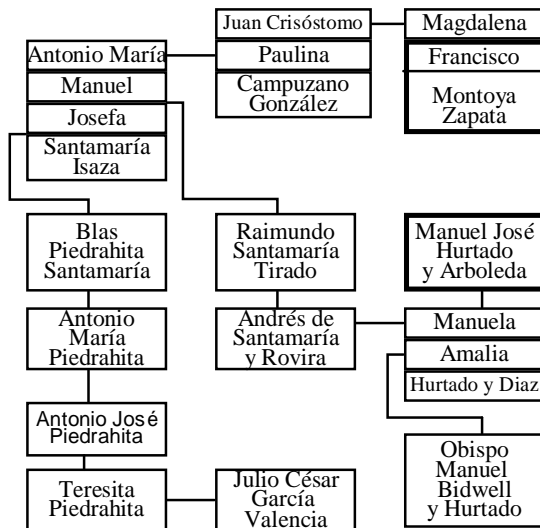 Juan Crisóstomo
Magdalena
Antonio María
Paulina
Francisco
Manuel
Campuzano
González
Montoya
Zapata
Josefa
Santamaría
Isaza
Blas
Piedrahita
Santamaría
Raimundo
Santamaría
Tirado
Manuel José
Hurtado
y Arboleda
Antonio
María
Piedrahita
Andrés de
Santamaría
y Rovira
Manuela
Amalia
Hurtado y Diaz
Antonio José
Piedrahita
Teresita
Piedrahita
Julio César
García
Valencia
Obispo
Manuel
Bidwell
y Hurtado